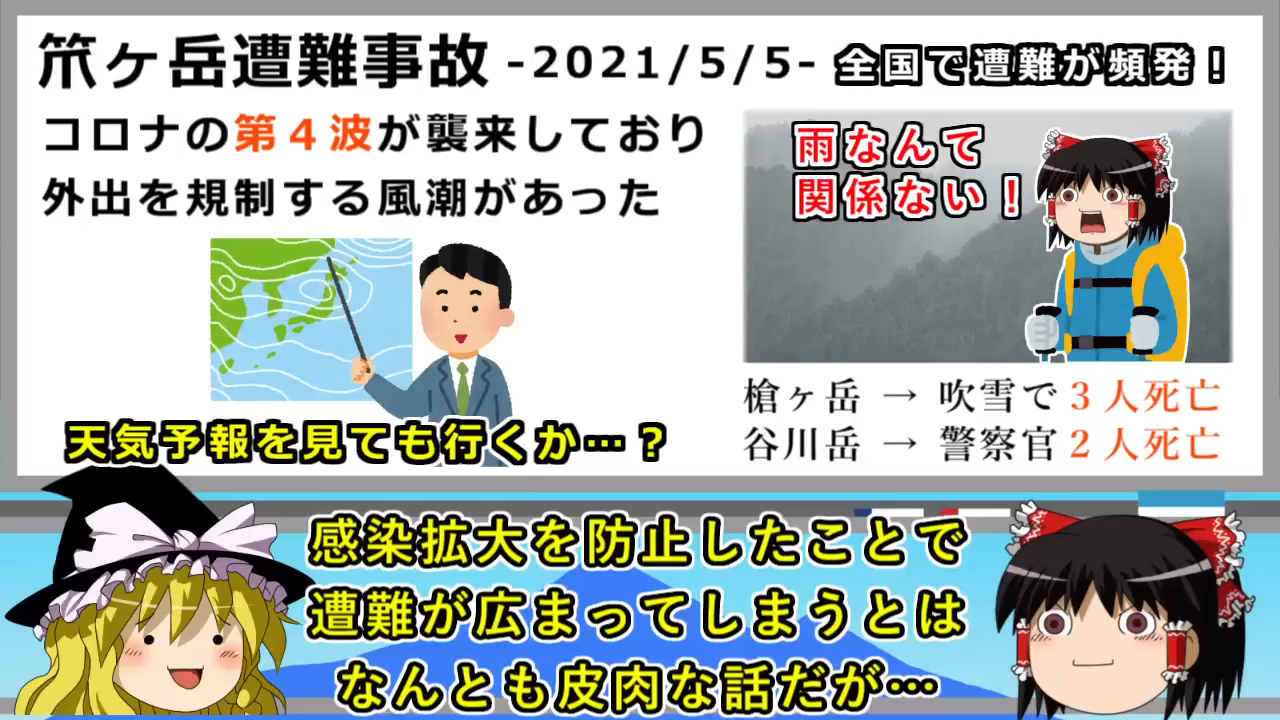 笊ヶ岳遭難事故 -2021/5/5- 全国で遭難が頻発！
コロナの第４波が襲来しており
外出を規制する風潮があった
雨なんて
関係ない！
天気予報を見ても行くか…？
槍ヶ岳 → 吹雪で３人死亡
谷川岳 → 警察官２人死亡
感染拡大を防止したことで
遭難が広まってしまうとは
なんとも皮肉な話だが…